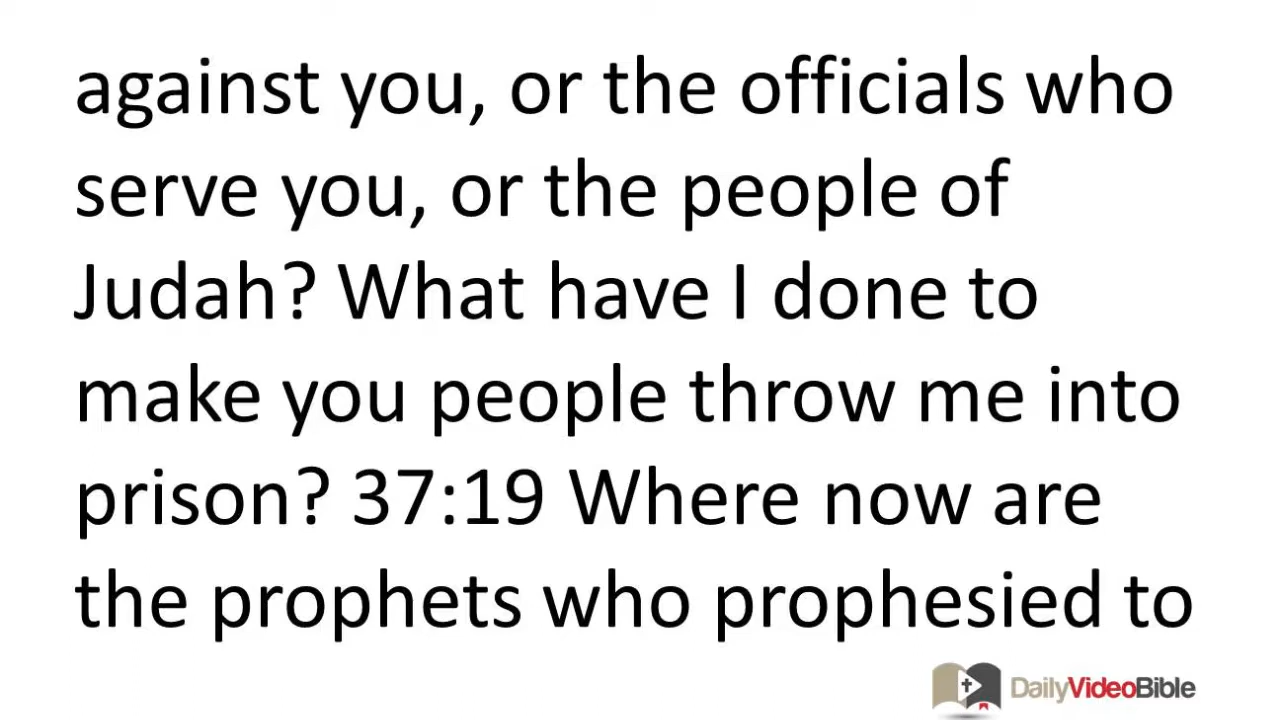 against you, or the officials who
serve you, or the people of
Judah? What have I done to
make you people throw me into
prison? 37:19 Where now are
the prophets who prophesied to
DailyVideoBible